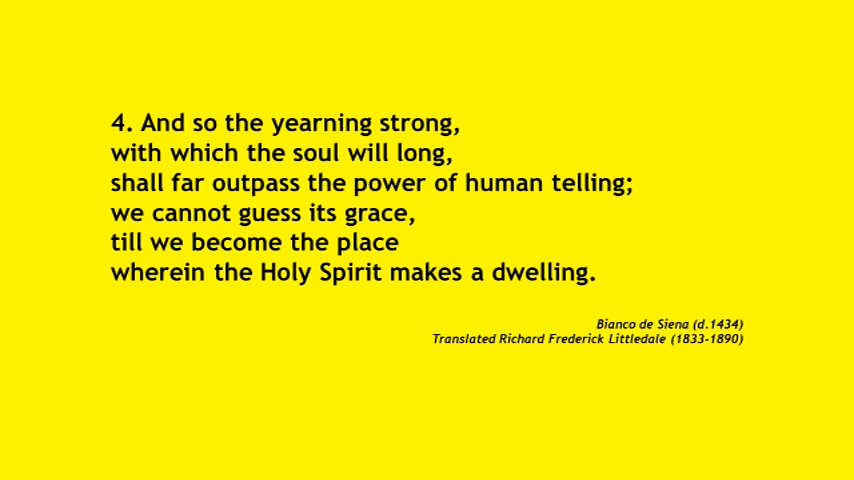 4. And so the yearning strong,
with which the soul will long,
shall far outpass the power of human telling;
we cannot guess its grace,
till we become the place
wherein the Holy Spirit makes a dwelling.
Bianco de Siena (d.1434)
Translated Richard Frederick Littledale (1833-1890)